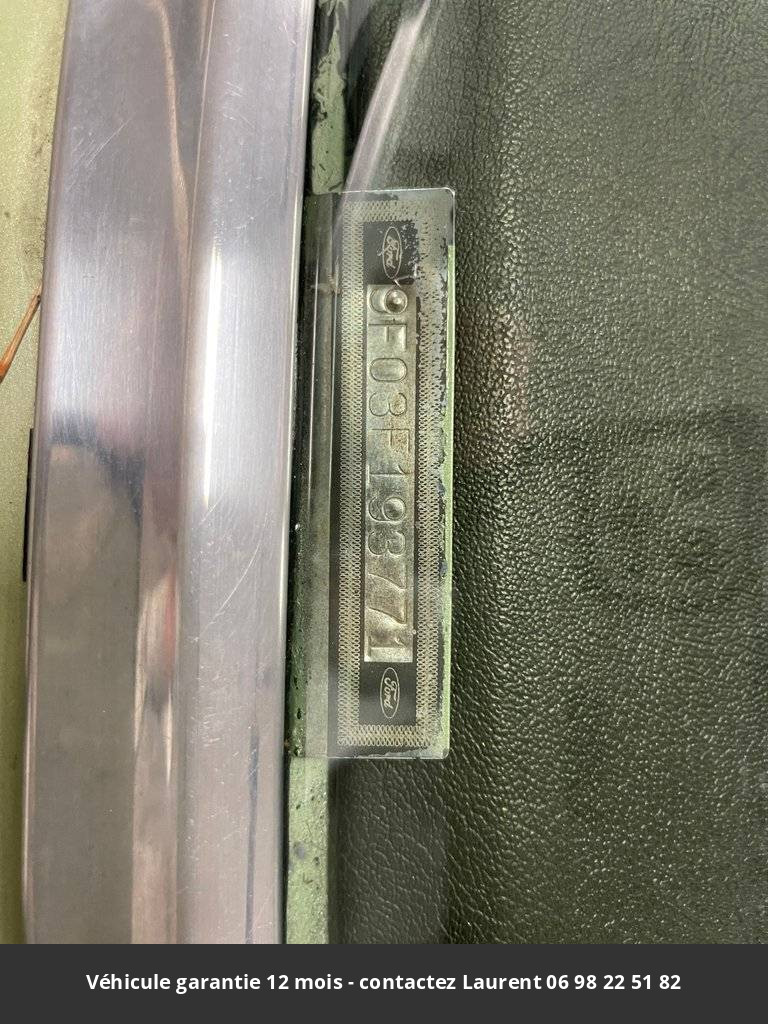 Ford
9F03F193771
Ford
Véhicule garantie 12 mois - contactez Laurent 06 98 22 51 82